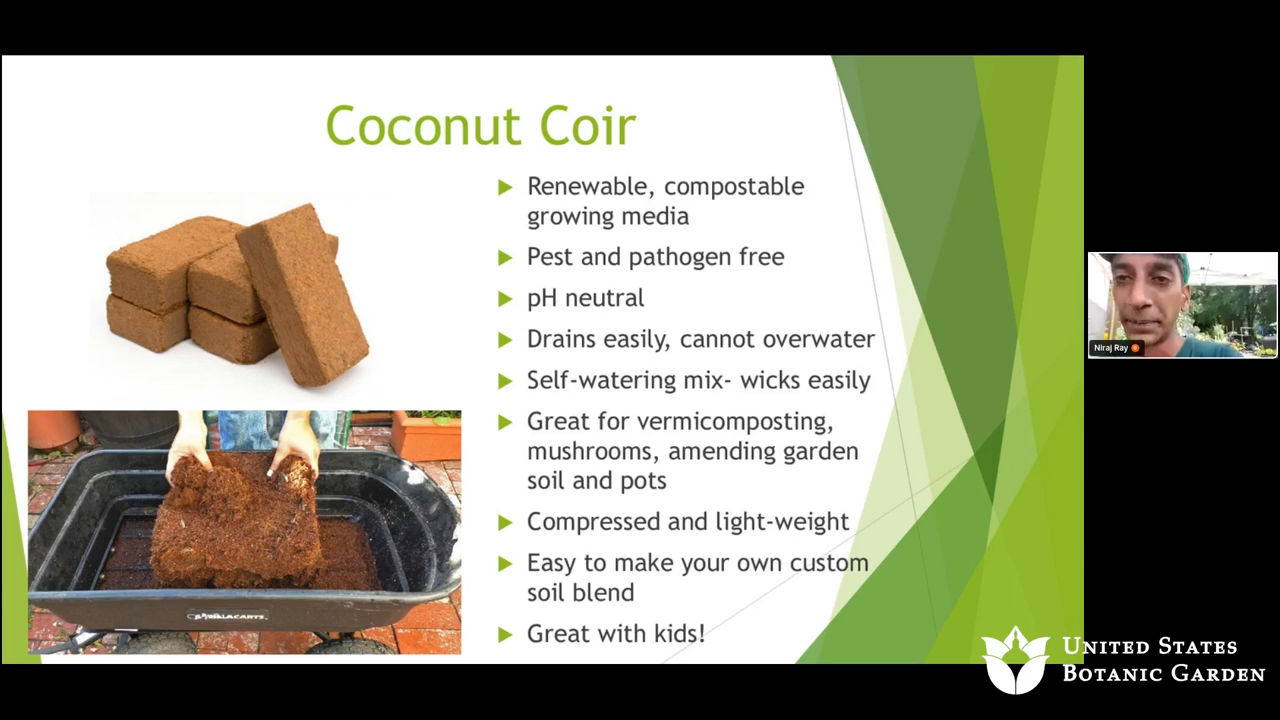 Coconut Coir
Renewable, compostable
growing media
Pest and pathogen free
pH neutral
Drains easily, cannot overwater
Self-watering mix- wicks easily
Great for vermicomposting,
mushrooms, amending garden
soil and pots
Compressed and light-weight
Easy to make your own custom
soil blend
Great with kids!
Niraj Ray
UNITED STATES
BOTANIC GARDEN